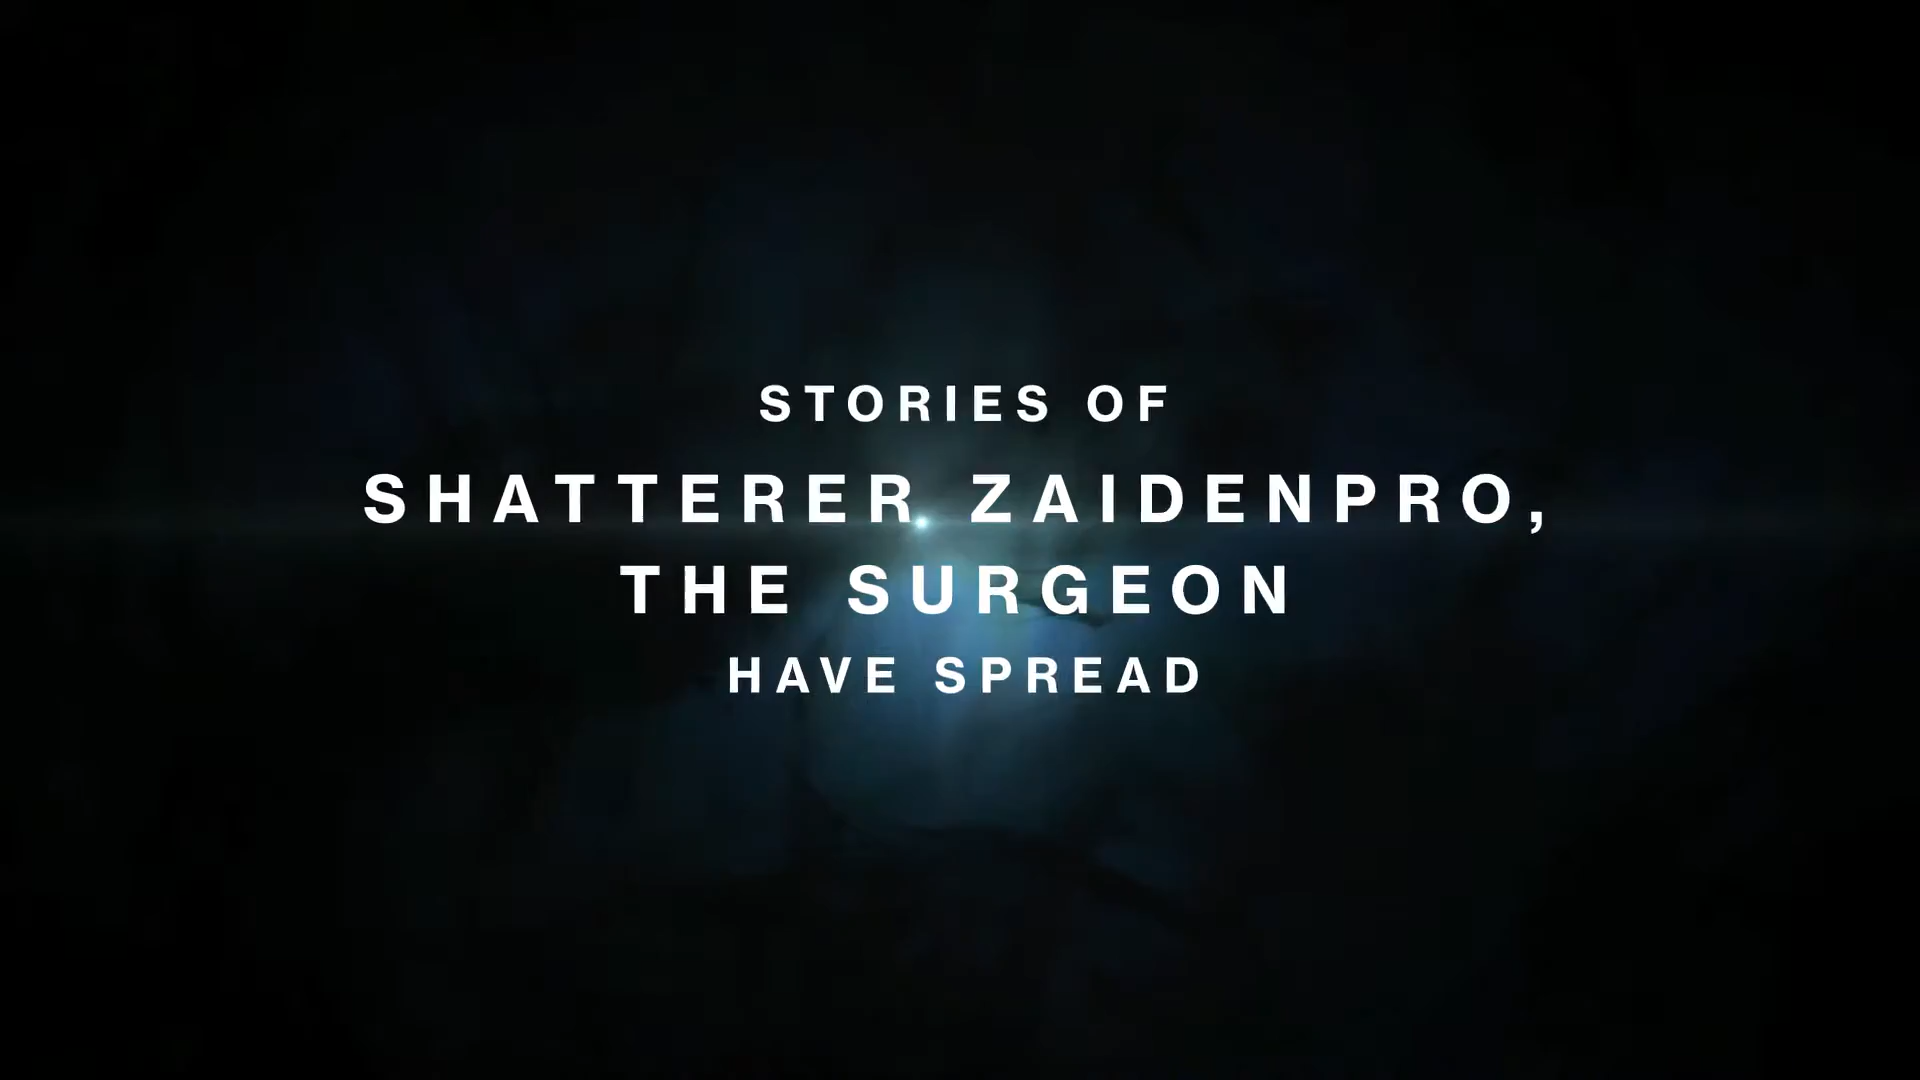 STORIES OF
SHATTERER ZAIDENPRO,
THE SURGEON
HAVE SPREAD